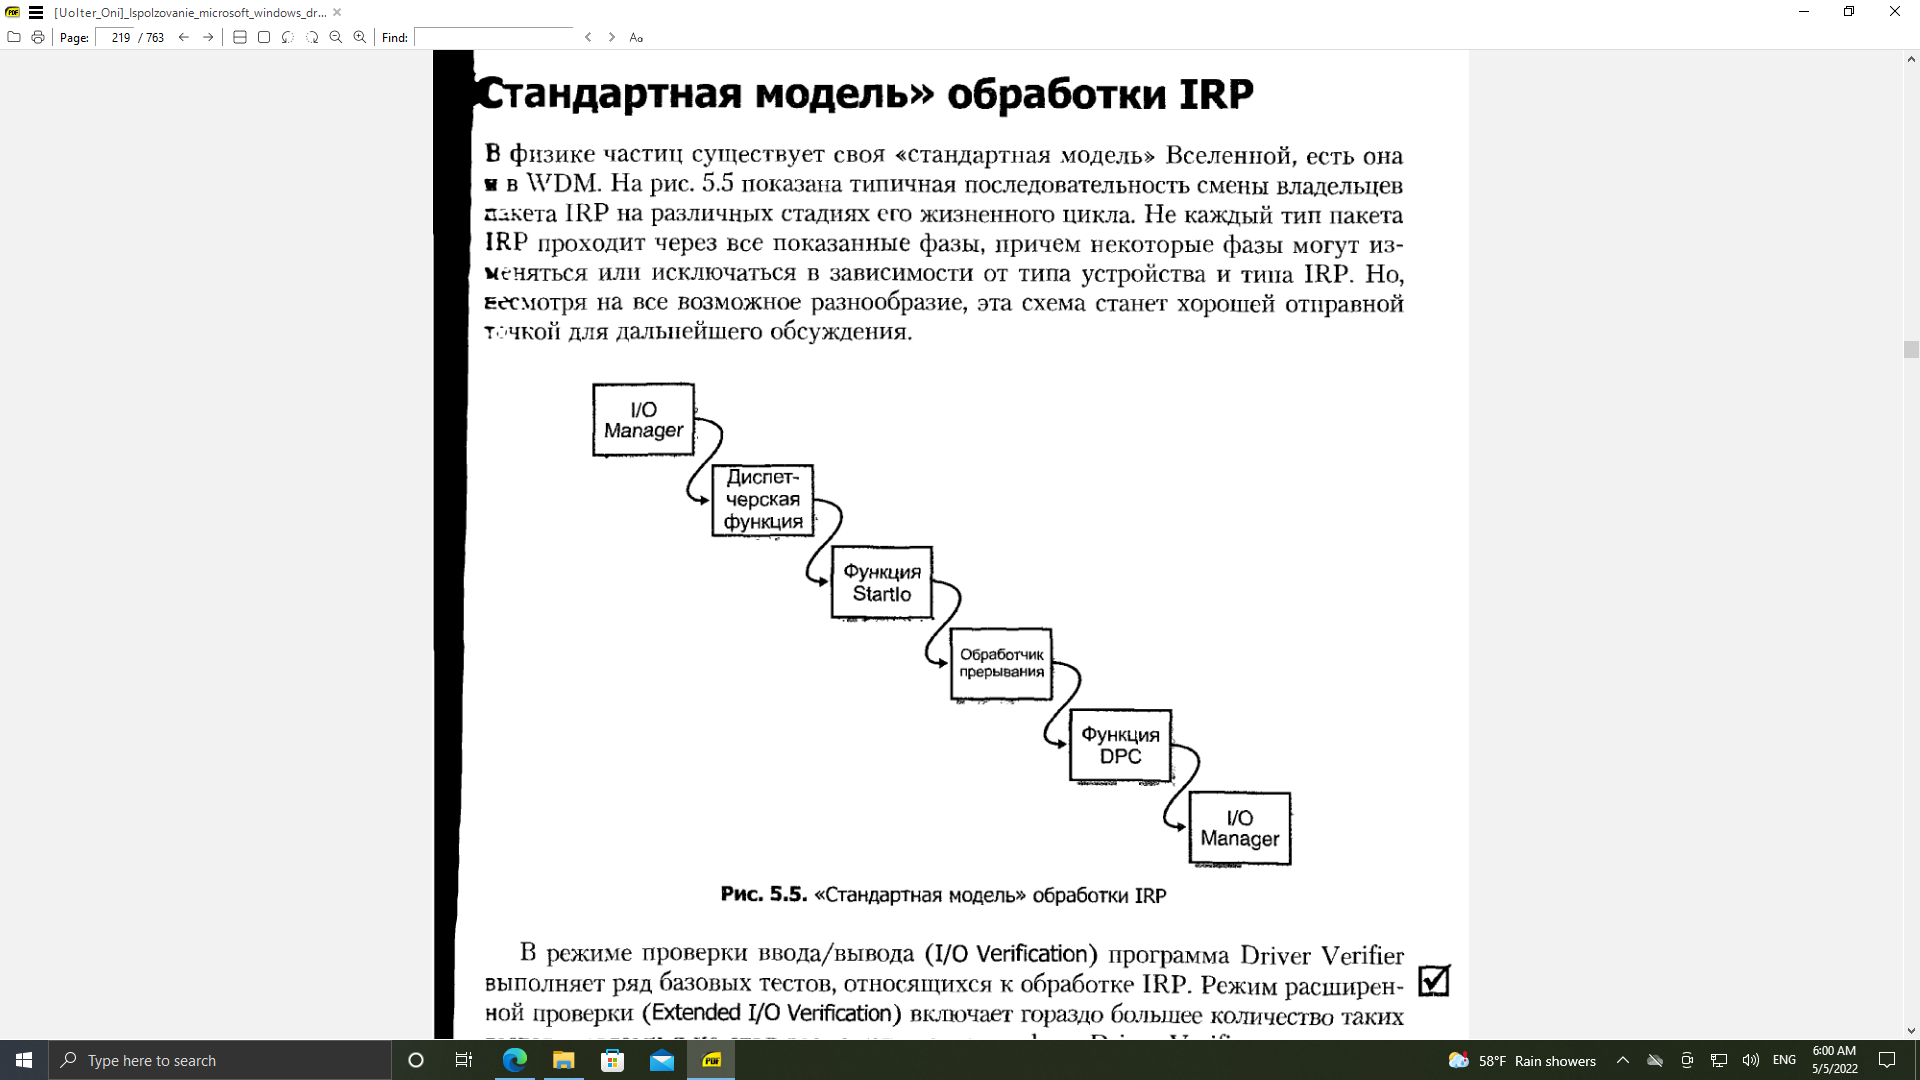 [Uolter_Oni]_Ispolzovanie_microsoft_windows_dr...
Page: 219 / 763
Find:
«Стандартная модель» обработки IRP
В физике частиц существует своя «стандартная модель» Вселенной, есть она
и в WDM. На рис. 5.5 показана типичная последовательность смены владельцев
пакета IRP на различных стадиях его жизненного цикла. Не каждый тип пакета
IRP проходит через все показанные фазы, причем некоторые фазы могут из-
меняться или исключаться в зависимости от типа устройства и типа IRP. Но,
несмотря на все возможное разнообразие, эта схема станет хорошей отправной
точкой для дальнейшего обсуждения.
I/O
Manager
Диспет-
черская
функция
Функция
StartIo
Обработчик
прерывания
Функция
DPC
I/O
Manager
Рис. 5.5. «Стандартная модель» обработки IRP
В режиме проверки ввода/вывода (I/O Verification) программа Driver Verifier
выполняет ряд базовых тестов, относящихся к обработке IRP. Режим расширен-
ной проверки (Extended I/O Verification) включает гораздо большее количество таких
Type here to search
58°F Rain showers
ENG
6:00 AM
5/5/2022